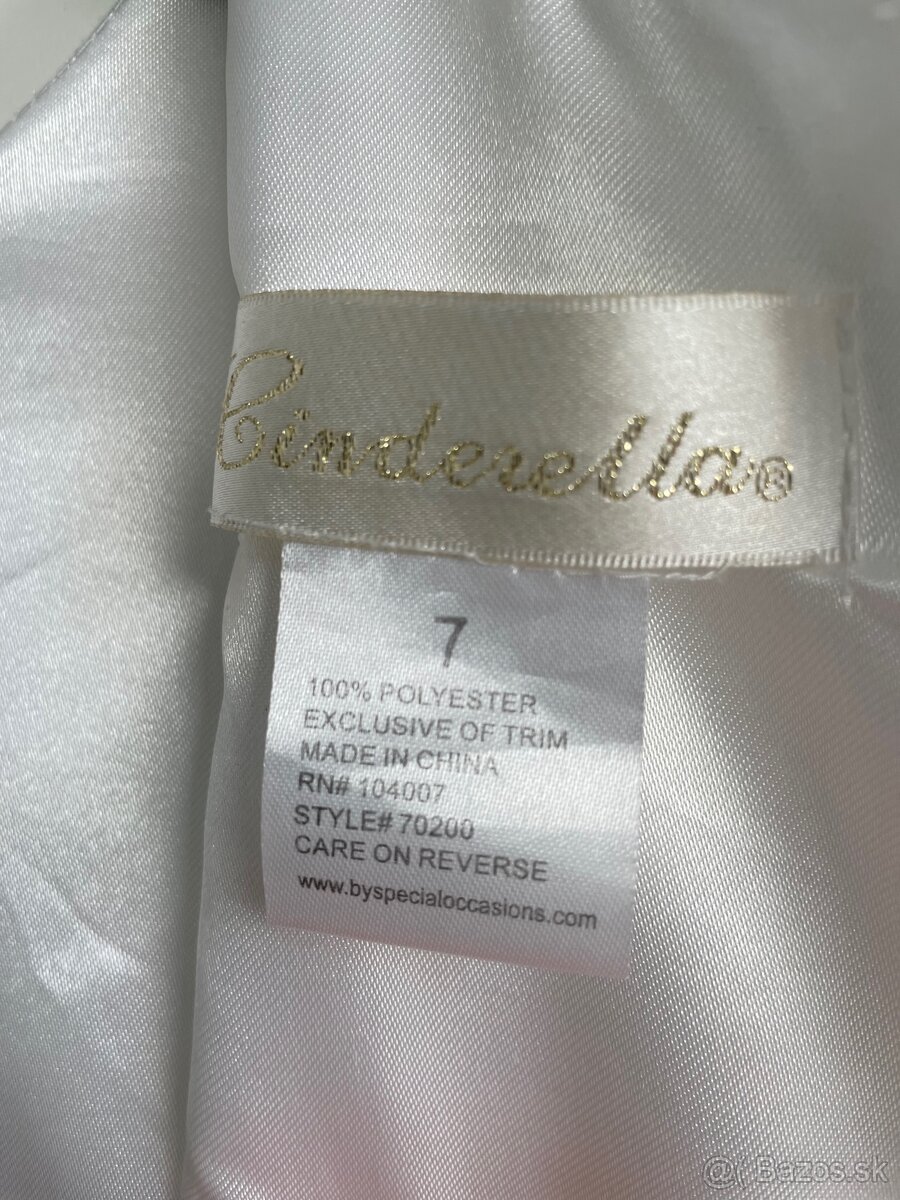 Cinderella®
7
100% POLYESTER
EXCLUSIVE OF TRIM
MADE IN CHINA
RN# 104007
STYLE# 70200
CARE ON REVERSE
www.byspecialoccasions.com
@( Bazos.sk